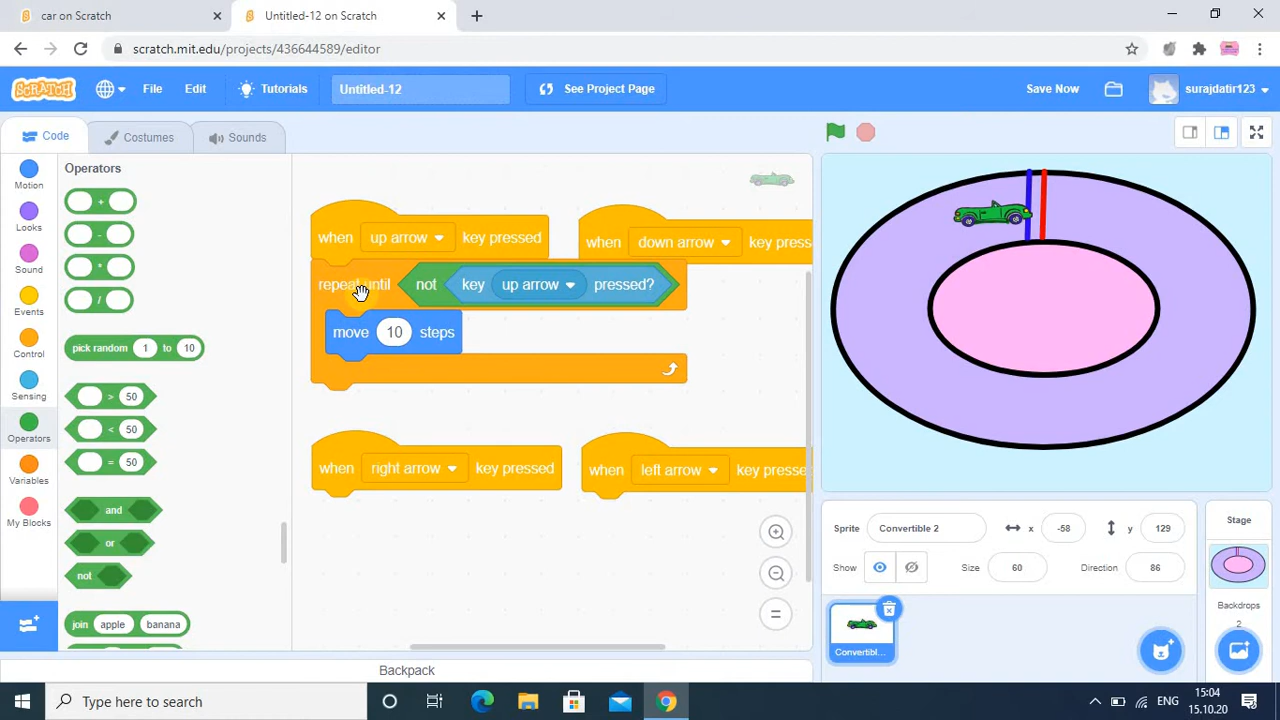 car on Scratch
Untitled-12 on Scratch
scratch.mit.edu/projects/436644589/editor
SCRATCH
File
Edit
Tutorials
Untitled-12
See Project Page
Save Now
surajdatir123
Code
Costumes
Sounds
Motion
Looks
Sound
Events
Control
Sensing
Operators
Variables
My Blocks
Operators
+
-
*
/
pick random 1 to 10
> 50
< 50
= 50
and
or
not
join apple banana
when up arrow key pressed
repeat until not key up arrow pressed?
move 10 steps
when down arrow key press
when right arrow key pressed
when left arrow key presse
Sprite Convertible 2 x -58 y 129
Show Size 60 Direction 86
Convertibl...
Stage
Backdrops
2
Backpack
Type here to search
ENG
15:04
15.10.20